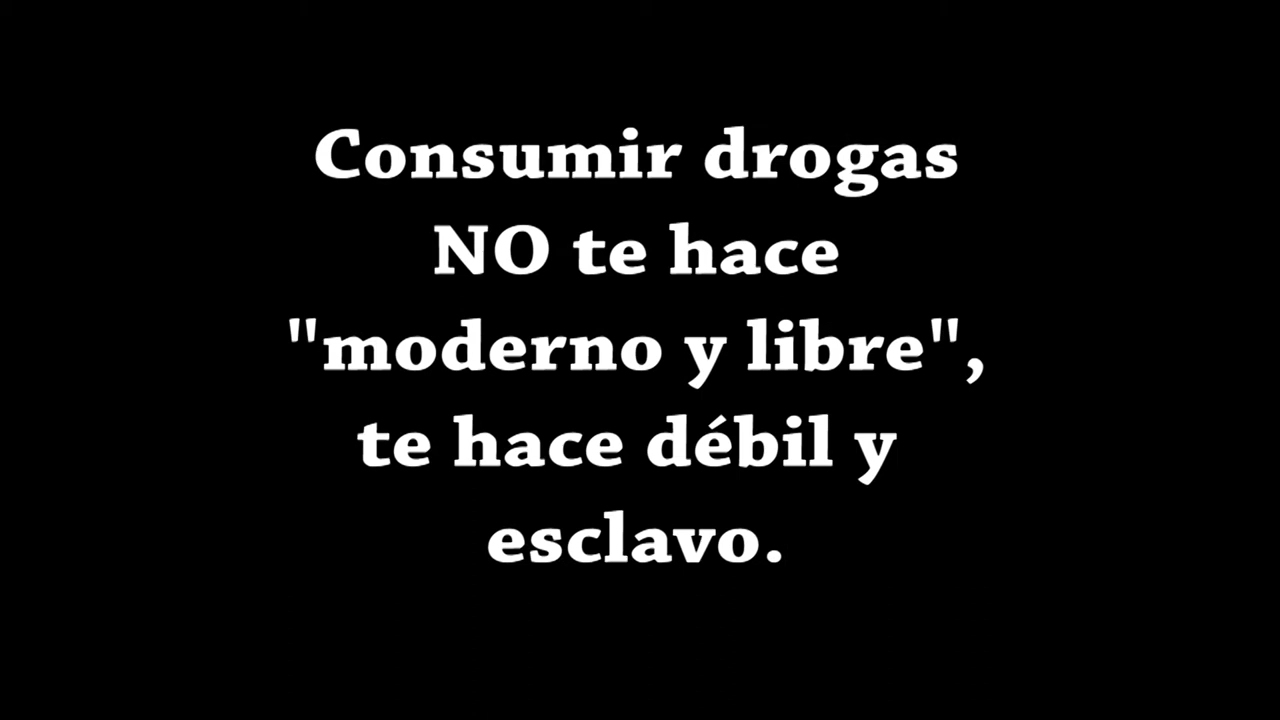 Consumir drogas
NO te hace
"moderno y libre",
te hace débil y
esclavo.